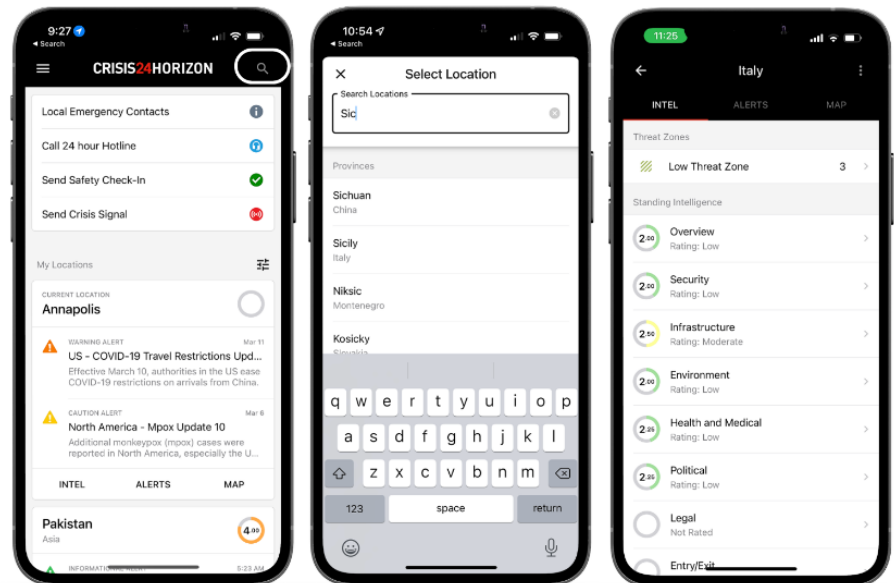 9:27
Search
CRISIS24HORIZON
Local Emergency Contacts
Call 24 hour Hotline
Send Safety Check-In
Send Crisis Signal
My Locations
CURRENT LOCATION
Annapolis
WARNING ALERT Mar 11
US - COVID-19 Travel Restrictions Upd...
Effective March 10, authorities in the US ease
COVID-19 restrictions on arrivals from China.
CAUTION ALERT Mar 6
North America - Mpox Update 10
Additional monkeypox (mpox) cases were
reported in North America, especially the U...
INTEL ALERTS MAP
Pakistan
Asia
4.00
INFORMATIONAL ALERT 5:23 AM
10:54
Search
Select Location
Search Locations
Sic
Provinces
Sichuan
China
Sicily
Italy
Niksic
Montenegro
Kosicky
Slovakia
q w e r t y u i o p
a s d f g h j k l
z x c v b n m
123 space return
11:25
Italy
INTEL ALERTS MAP
Threat Zones
Low Threat Zone 3
Standing Intelligence
2.00 Overview
Rating: Low
2.00 Security
Rating: Low
2.50 Infrastructure
Rating: Moderate
2.00 Environment
Rating: Low
2.25 Health and Medical
Rating: Low
2.25 Political
Rating: Low
Legal
Not Rated
Entry/Exit